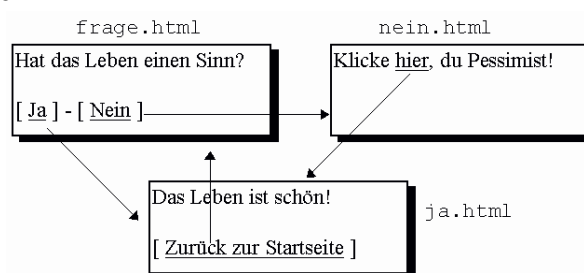 frage.html
Hat das Leben einen Sinn?
[ Ja ] - [ Nein ]
nein.html
Klicke hier, du Pessimist!
Das Leben ist schön!
[ Zurück zur Startseite ]
ja.html